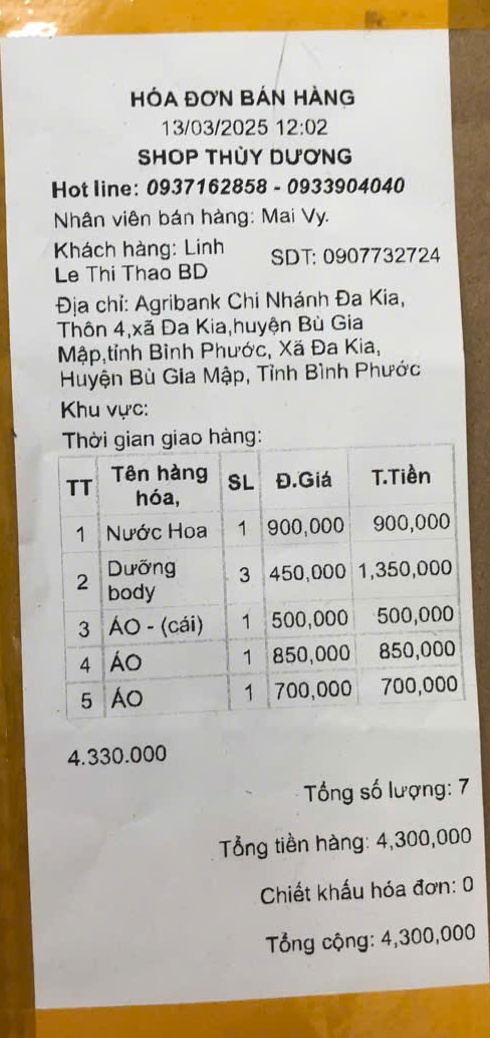 HÓA ĐƠN BÁN HÀNG
13/03/2025 12:02
SHOP THÙY DƯƠNG
Hot line: 0937162858 - 0933904040
Nhân viên bán hàng: Mai Vy.
Khách hàng: Linh
Le Thi Thao BD
SDT: 0907732724
Địa chỉ: Agribank Chi Nhánh Đa Kia,
Thôn 4,xã Đa Kia,huyện Bù Gia
Mập,tỉnh Bình Phước, Xã Đa Kia,
Huyện Bù Gia Mập, Tỉnh Bình Phước
Khu vực:
Thời gian giao hàng:
TT Tên hàng hóa, SL Đ.Giá T.Tiền
1 Nước Hoa 1 900,000 900,000
2 Dưỡng body 3 450,000 1,350,000
3 ÁO - (cái) 1 500,000 500,000
4 ÁO 1 850,000 850,000
5 ÁO 1 700,000 700,000
4.330.000
Tổng số lượng: 7
Tổng tiền hàng: 4,300,000
Chiết khấu hóa đơn: 0
Tổng cộng: 4,300,000